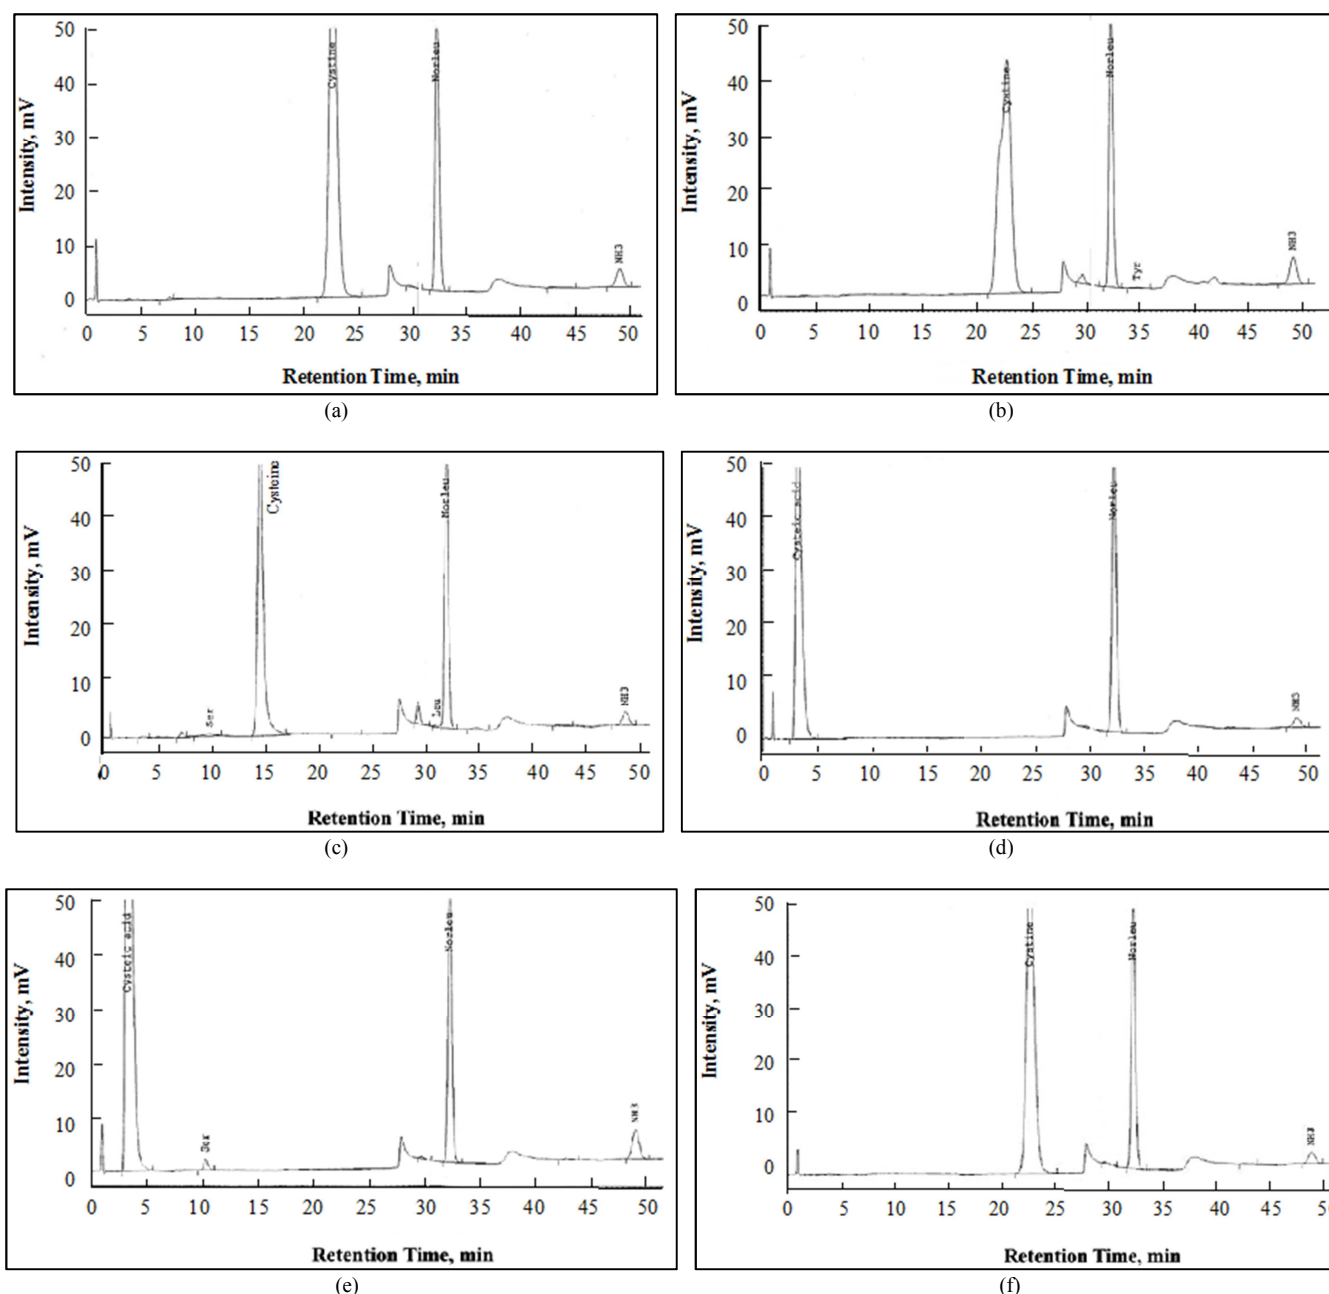 50
40
30
20
10
0
Intensity, mV
Cystine
Norleu
NH3
0 5 10 15 20 25 30 35 40 45 50
Retention Time, min
(a)
50
40
30
20
10
0
Intensity, mV
Cystine
Norleu
Tyr
NH3
0 5 10 15 20 25 30 35 40 45 50
Retention Time, min
(b)
50
40
30
20
10
0
Intensity, mV
Ser
Cysteine
Leu
Norleu
NH3
0 5 10 15 20 25 30 35 40 45 50
Retention Time, min
(c)
50
40
30
20
10
0
Intensity, mV
Cysteic acid
Norleu
NH3
0 5 10 15 20 25 30 35 40 45 50
Retention Time, min
(d)
50
40
30
20
10
0
Intensity, mV
Cysteic acid
Ser
Norleu
NH3
0 5 10 15 20 25 30 35 40 45 50
Retention Time, min
(e)
50
40
30
20
10
0
Intensity, mV
Cystine
Norleu
NH3
0 5 10 15 20 25 30 35 40 45 50
Retention Time, min
(f)